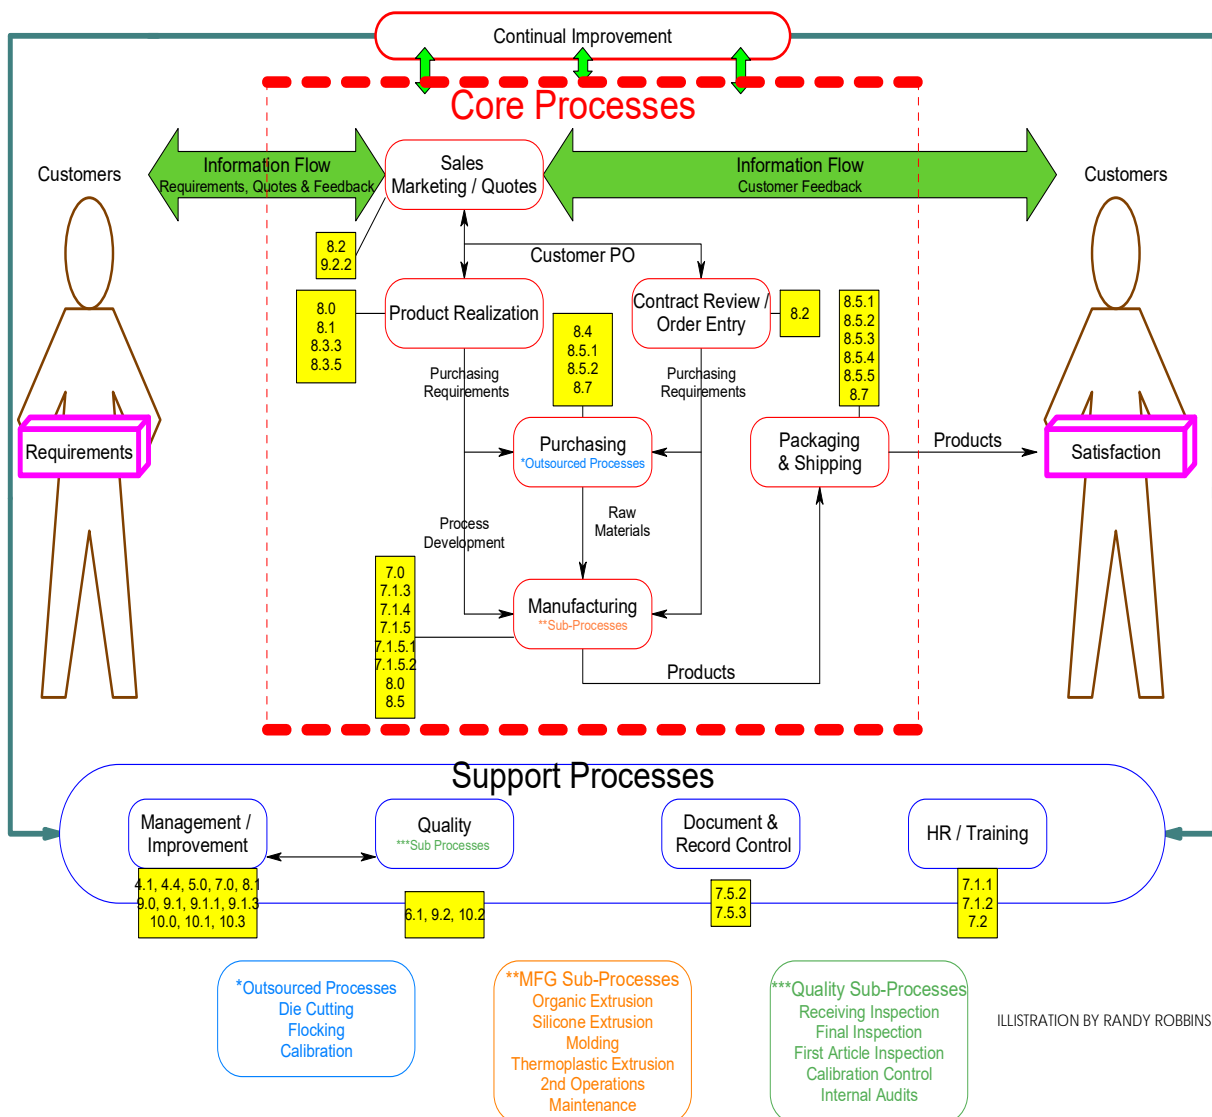 Continual Improvement
Core Processes
Customers
Information Flow
Requirements, Quotes & Feedback
Sales
Marketing / Quotes
Information Flow
Customer Feedback
Customers
8.2
9.2.2
Customer PO
8.0
8.1
8.3.3
8.3.5
Product Realization
Contract Review /
Order Entry
8.2
8.4
8.5.1
8.5.2
8.7
8.5.1
8.5.2
8.5.3
8.5.4
8.5.5
8.7
Purchasing
Requirements
Purchasing
Requirements
Requirements
Purchasing
*Outsourced Processes
Packaging
& Shipping
Products
Satisfaction
Process
Development
Raw
Materials
7.0
7.1.3
7.1.4
7.1.5
7.1.5.1
7.1.5.2
8.0
8.5
Manufacturing
**Sub-Processes
Products
Support Processes
Management /
Improvement
Quality
***Sub Processes
Document &
Record Control
HR / Training
4.1, 4.4, 5.0, 7.0, 8.1
9.0, 9.1, 9.1.1, 9.1.3
10.0, 10.1, 10.3
6.1, 9.2, 10.2
7.5.2
7.5.3
7.1.1
7.1.2
7.2
*Outsourced Processes
Die Cutting
Flocking
Calibration
**MFG Sub-Processes
Organic Extrusion
Silicone Extrusion
Molding
Thermoplastic Extrusion
2nd Operations
Maintenance
***Quality Sub-Processes
Receiving Inspection
Final Inspection
First Article Inspection
Calibration Control
Internal Audits
ILLISTRATION BY RANDY ROBBINS